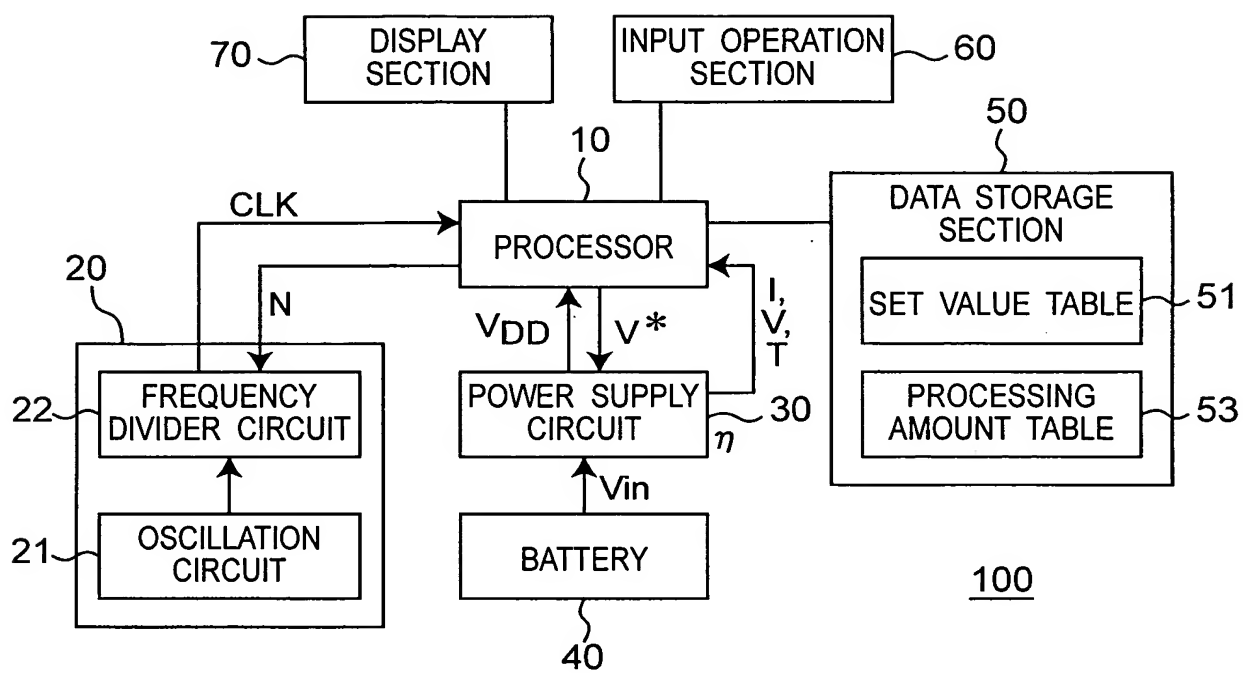 70
DISPLAY
SECTION
INPUT OPERATION
SECTION
60
10
50
CLK
PROCESSOR
DATA STORAGE
SECTION
20
N
VDD
V*
I,
V,
T
SET VALUE TABLE
51
22
FREQUENCY
DIVIDER CIRCUIT
POWER SUPPLY
CIRCUIT
30
η
PROCESSING
AMOUNT TABLE
53
Vin
21
OSCILLATION
CIRCUIT
BATTERY
40
100